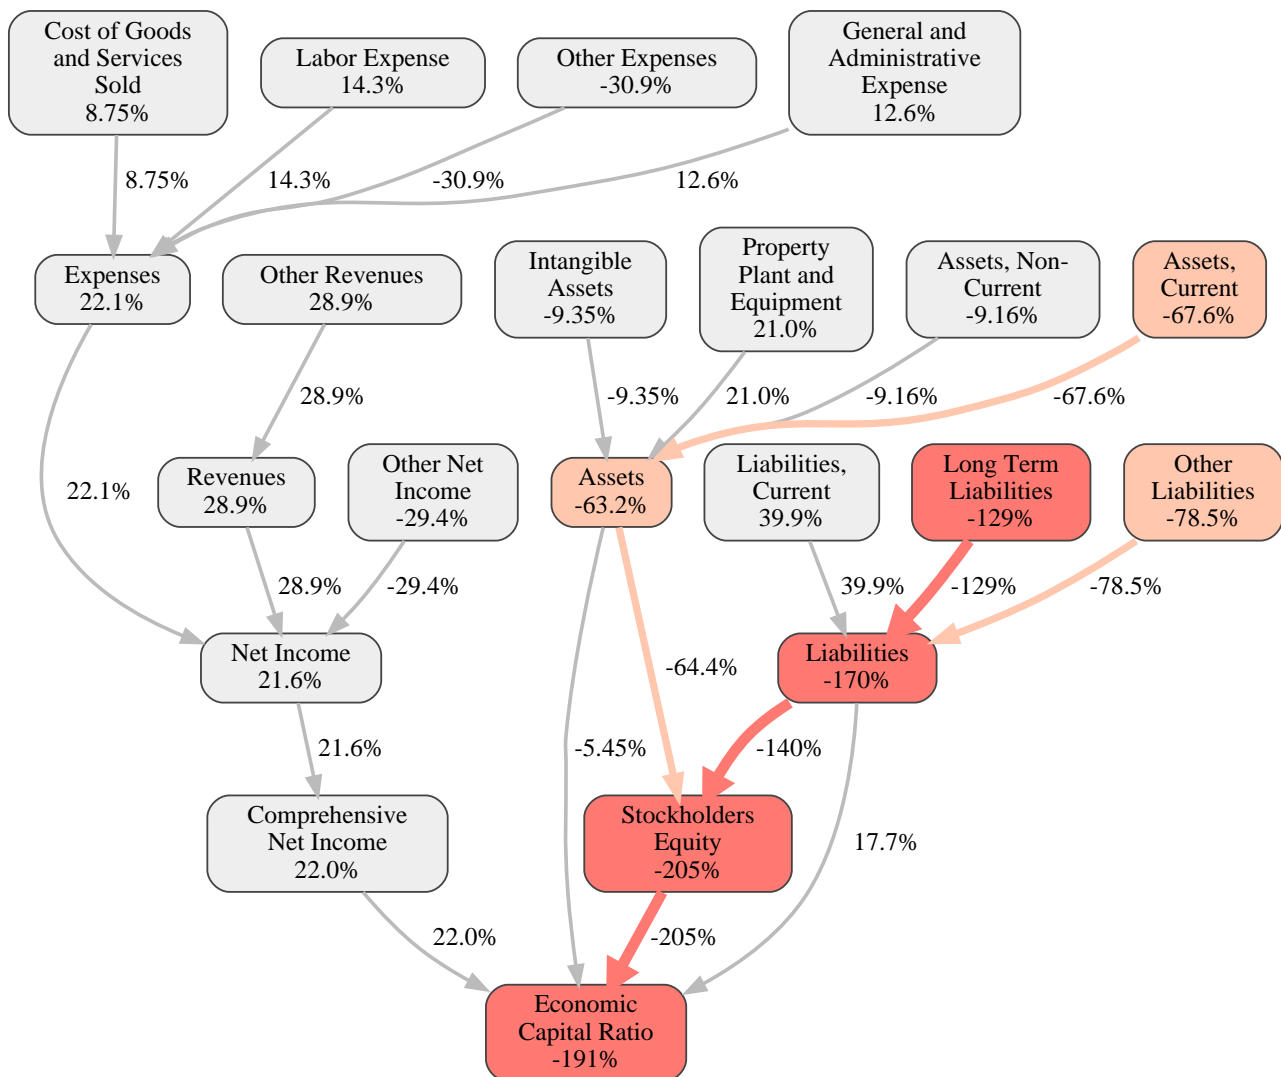 Cost of Goods
and Services
Sold
8.75%
Labor Expense
14.3%
Other Expenses
-30.9%
General and
Administrative
Expense
12.6%
8.75%
14.3%
-30.9%
12.6%
Expenses
22.1%
Other Revenues
28.9%
Intangible
Assets
-9.35%
Property
Plant and
Equipment
21.0%
Assets, Non-
Current
-9.16%
Assets,
Current
-67.6%
28.9%
-9.35%
21.0%
-9.16%
-67.6%
22.1%
Revenues
28.9%
Other Net
Income
-29.4%
Assets
-63.2%
Liabilities,
Current
39.9%
Long Term
Liabilities
-129%
Other
Liabilities
-78.5%
28.9%
-29.4%
39.9%
-129%
-78.5%
Net Income
21.6%
-64.4%
Liabilities
-170%
21.6%
-5.45%
-140%
Comprehensive
Net Income
22.0%
Stockholders
Equity
-205%
17.7%
22.0%
-205%
Economic
Capital Ratio
-191%